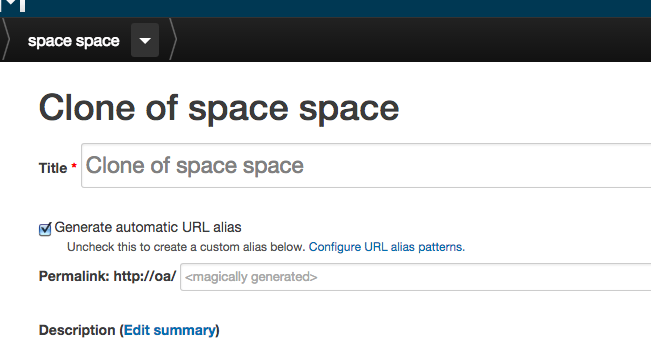 space space
Clone of space space
Title * Clone of space space
Generate automatic URL alias
Uncheck this to create a custom alias below. Configure URL alias patterns.
Permalink: http://oa/ <magically generated>
Description (Edit summary)